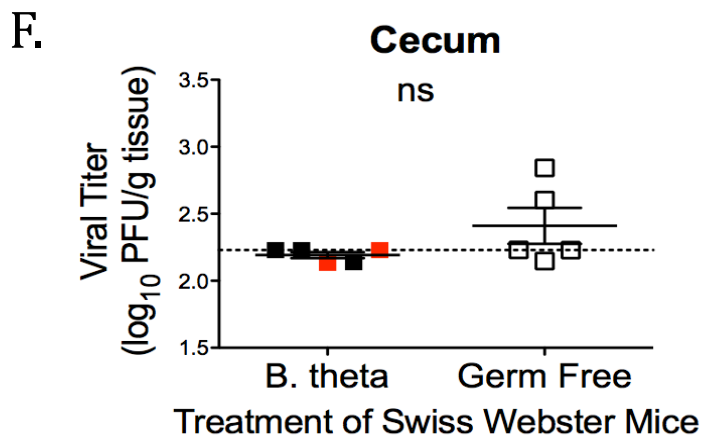 F.
Cecum
ns
Viral Titer
(log10 PFU/g tissue)
3.5
3.0
2.5
2.0
1.5
B. theta
Germ Free
Treatment of Swiss Webster Mice